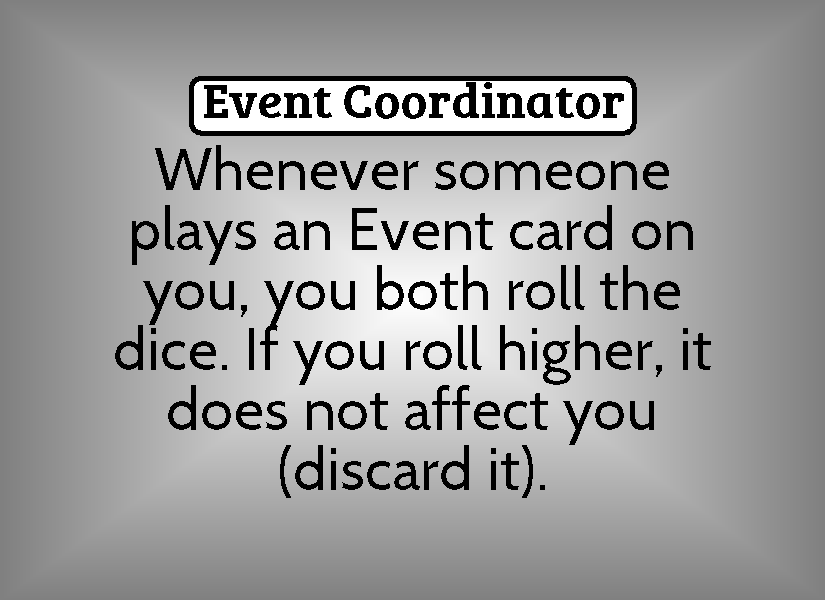 Event Coordinator
Whenever someone
plays an Event card on
you, you both roll the
dice. If you roll higher, it
does not affect you
(discard it).